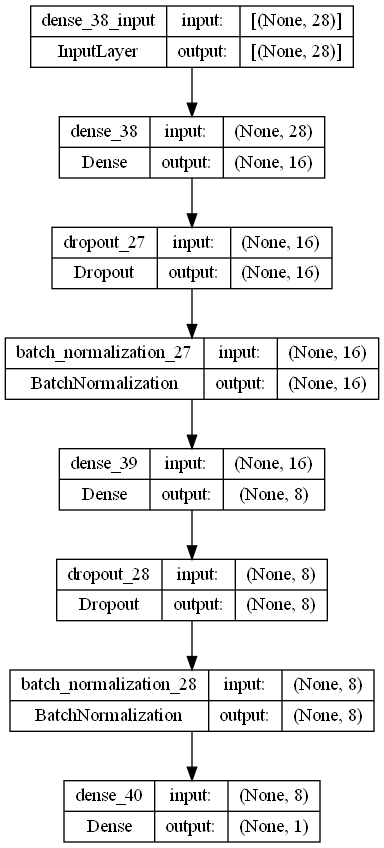 dense_38_input input: [(None, 28)]
InputLayer output: [(None, 28)]
dense_38 input: (None, 28)
Dense output: (None, 16)
dropout_27 input: (None, 16)
Dropout output: (None, 16)
batch_normalization_27 input: (None, 16)
BatchNormalization output: (None, 16)
dense_39 input: (None, 16)
Dense output: (None, 8)
dropout_28 input: (None, 8)
Dropout output: (None, 8)
batch_normalization_28 input: (None, 8)
BatchNormalization output: (None, 8)
dense_40 input: (None, 8)
Dense output: (None, 1)